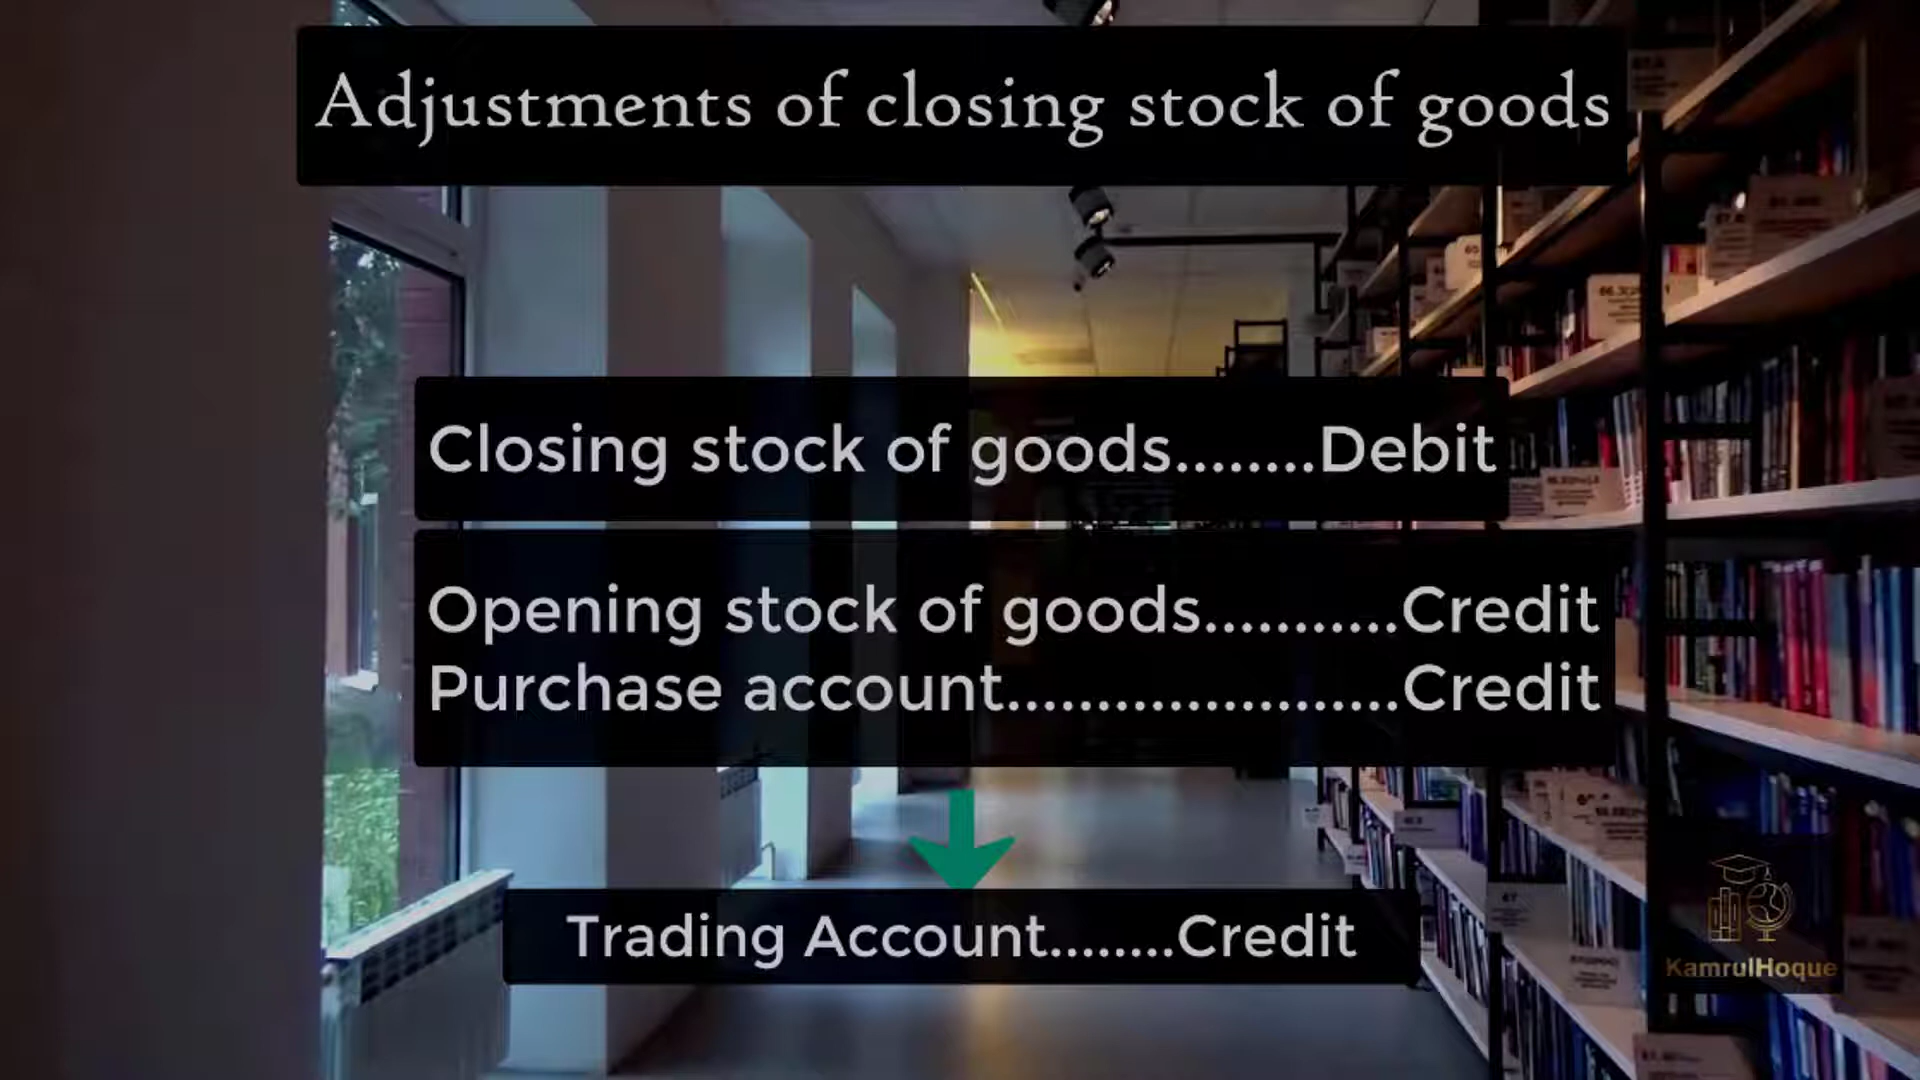 Adjustments of closing stock of goods
Closing stock of goods........Debit
Opening stock of goods...........Credit
Purchase account......................Credit
Trading Account........Credit
KamrulHoque